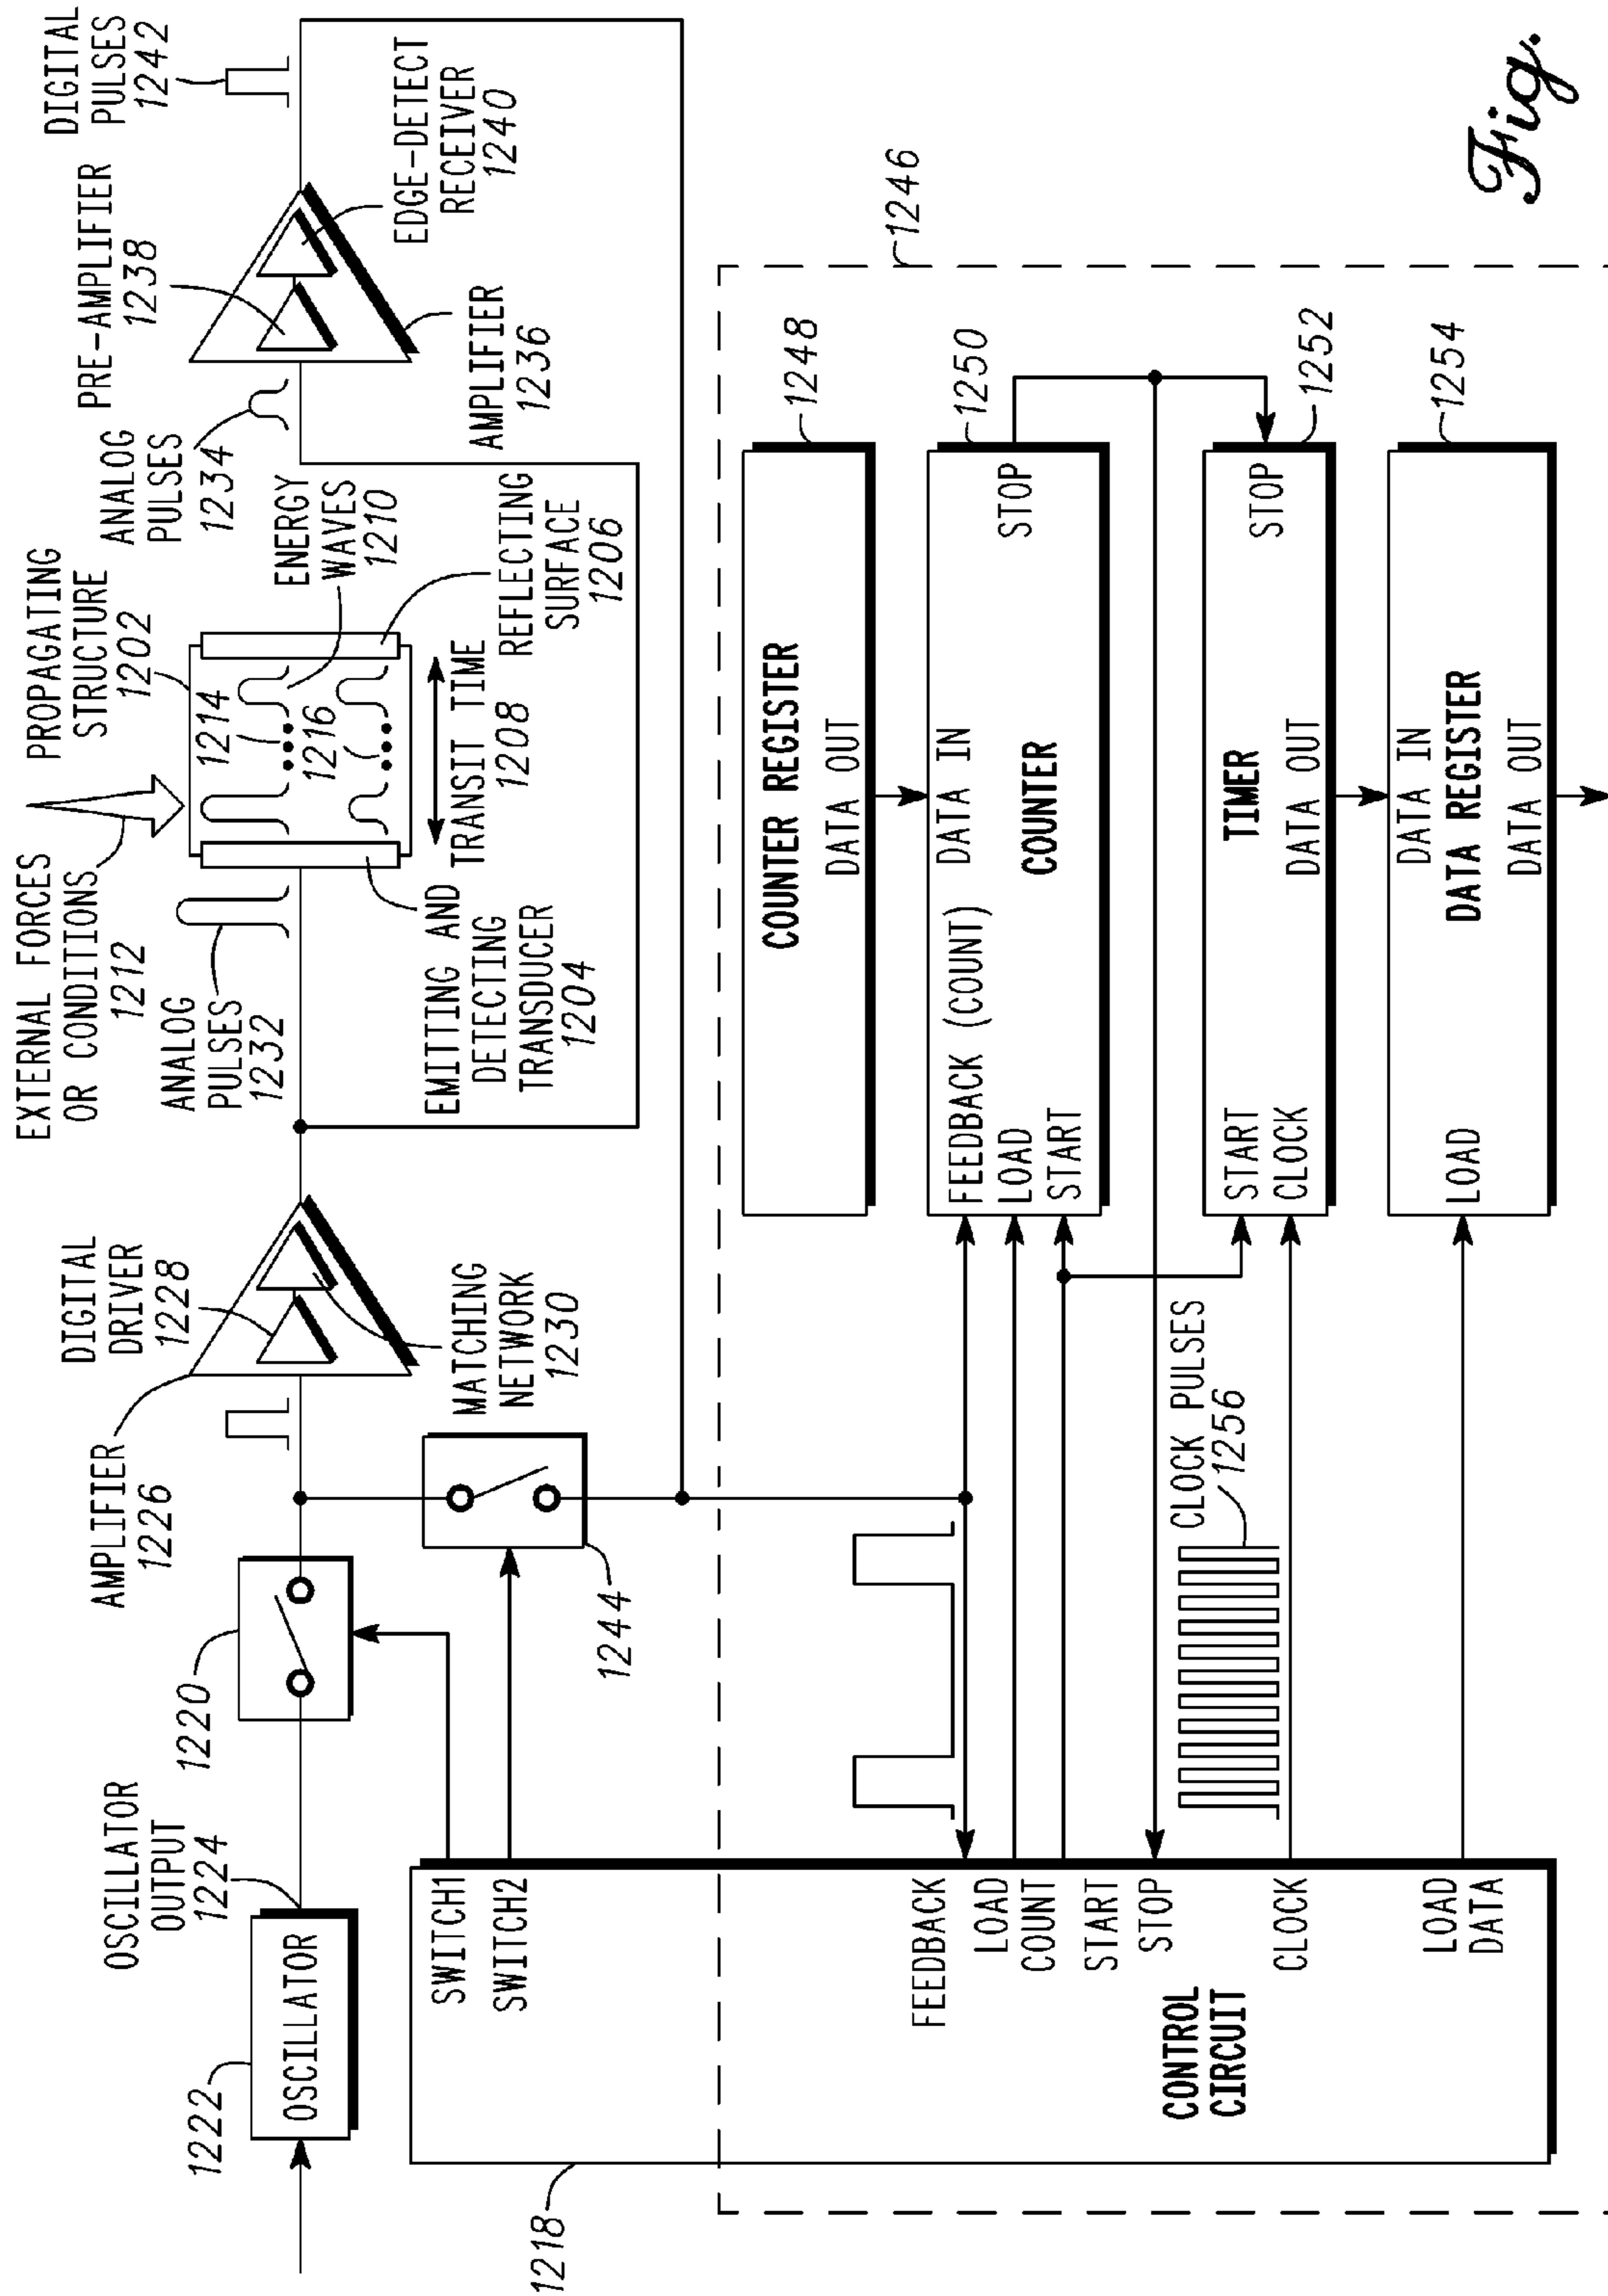 EXTERNAL FORCES
OR CONDITIONS
1212
PROPAGATING
STRUCTURE
1202
DIGITAL
PULSES
1242
PRE-AMPLIFIER
1238
ANALOG
PULSES
1234
ENERGY
WAVES
1210
1214
1216
ANALOG
PULSES
1232
EDGE-DETECT
RECEIVER
1240
AMPLIFIER
1236
REFLECTING
SURFACE
1206
TRANSIT TIME
1208
EMITTING AND
DETECTING
TRANSDUCER
1204
DIGITAL
DRIVER
1228
AMPLIFIER
1226
MATCHING
NETWORK
1230
OSCILLATOR
OUTPUT
1224
1220
1222
OSCILLATOR
1244
1218
1246
SWITCH1
SWITCH2
FEEDBACK
LOAD
COUNT
START
STOP
CLOCK
LOAD
DATA
CONTROL
CIRCUIT
CLOCK PULSES
1256
COUNTER REGISTER
DATA OUT
1248
FEEDBACK (COUNT)
DATA IN
LOAD
START
COUNTER
STOP
1250
TIMER
START
CLOCK
DATA OUT
STOP
1252
DATA IN
LOAD
DATA REGISTER
DATA OUT
1254
Fig.